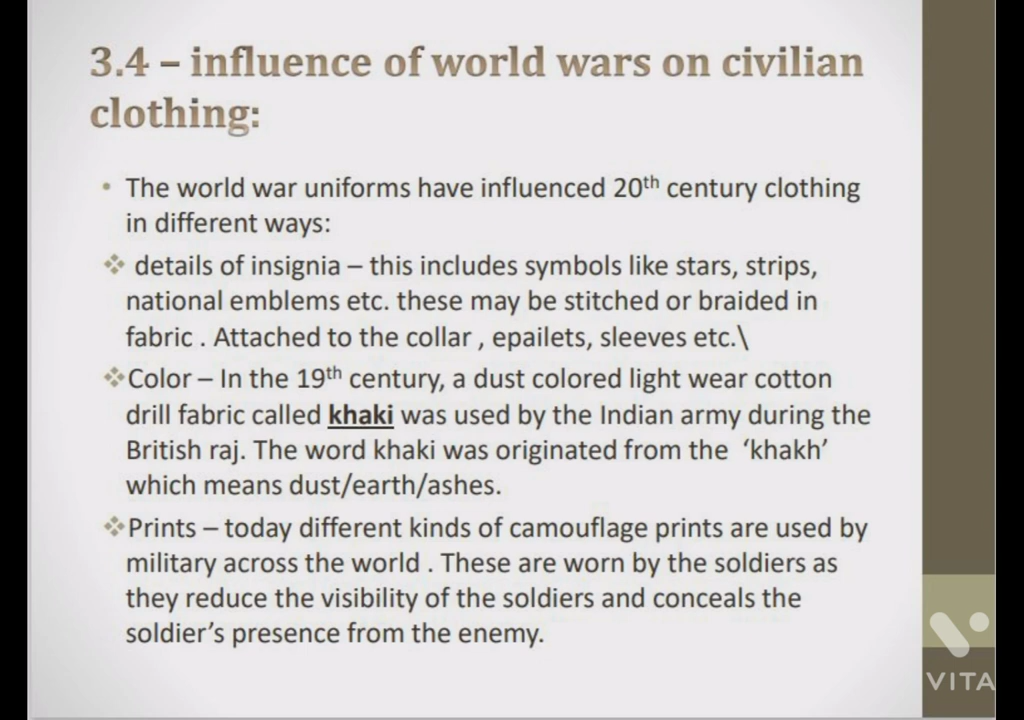 3.4 – influence of world wars on civilian
clothing:
• The world war uniforms have influenced 20th century clothing
in different ways:
❖ details of insignia – this includes symbols like stars, strips,
national emblems etc. these may be stitched or braided in
fabric . Attached to the collar , epailets, sleeves etc.\
❖Color – In the 19th century, a dust colored light wear cotton
drill fabric called khaki was used by the Indian army during the
British raj. The word khaki was originated from the ‘khakh’
which means dust/earth/ashes.
❖Prints – today different kinds of camouflage prints are used by
military across the world . These are worn by the soldiers as
they reduce the visibility of the soldiers and conceals the
soldier’s presence from the enemy.
VITA